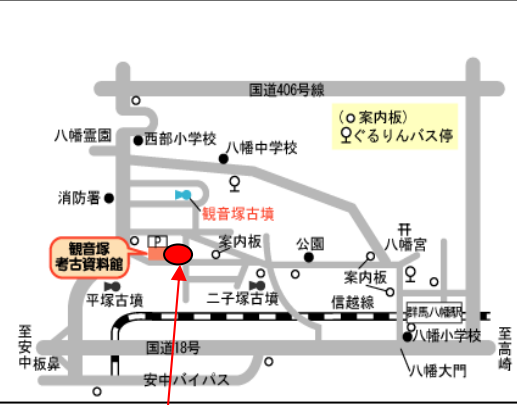 国道406号線
(o案内板)
ぐるりんバス停
八幡霊園
西部小学校
八幡中学校
消防署
観音塚古墳
P
案内板
公園
八幡宮
観音塚
考古資料館
案内板
平塚古墳
二子塚古墳
信越線
群馬八幡駅
至安中
板鼻
国道18号
八幡小学校
至高崎
安中バイパス
八幡大門